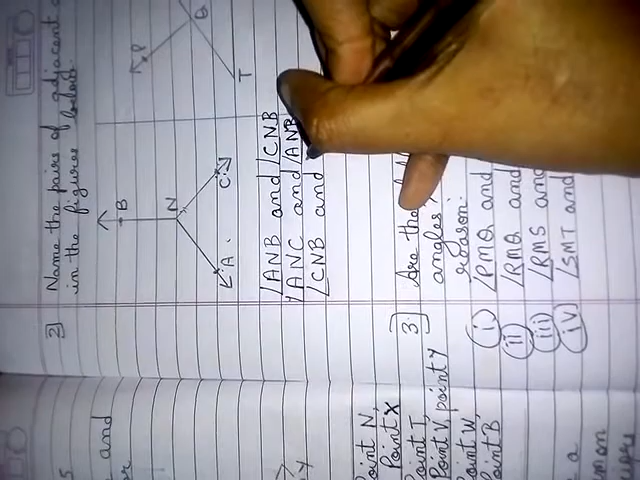 2] Name the pairs of adjacent
in the figures below.
B
N
A
C
P
Q
T
∠ANB and ∠CNB
∠ANC and ∠ANB
∠CNB and
3.] Are the
angles,
reason:
(i) ∠PMQ and
(ii) ∠RMQ and
(iii) ∠RMS and
(iv) ∠SMT and
5
and
Y
Point N,
Point X
Point T,
Point V, point Y
Point W,
Point B
a